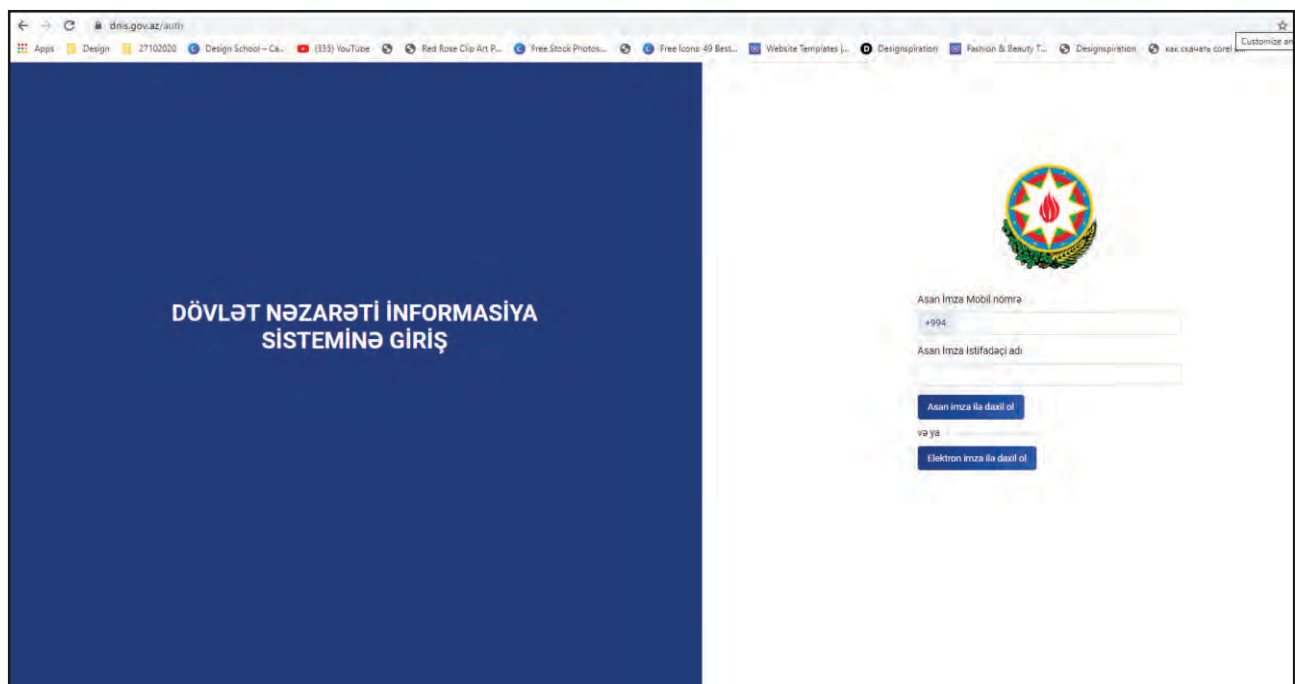 dnis.gov.az/auth
Apps Design 27102020 Design School – Ca... (335) YouTube Red Rose Clip Art P... Free Stock Photos... Free Icons: 49 Best... Website Templates |... Designspiration Fashion & Beauty T... Designspiration как скачать corel
Customize an
DÖVLƏT NƏZARƏTİ İNFORMASİYA
SİSTEMİNƏ GİRİŞ
Asan İmza Mobil nömrə
+994
Asan İmza İstifadəçi adı
Asan imza ilə daxil ol
və ya
Elektron imza ilə daxil ol